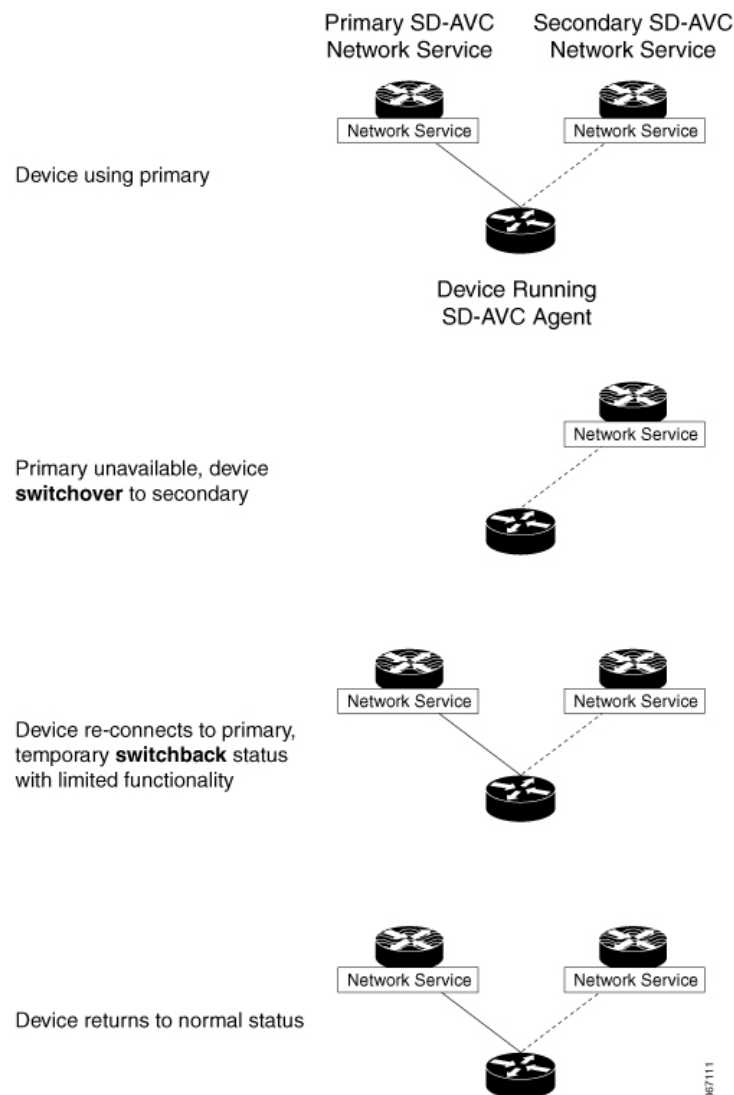 Primary SD-AVC
Network Service
Secondary SD-AVC
Network Service
Network Service
Network Service
Device using primary
Device Running
SD-AVC Agent
Network Service
Primary unavailable, device
switchover to secondary
Network Service
Network Service
Device re-connects to primary,
temporary switchback status
with limited functionality
Network Service
Network Service
Device returns to normal status